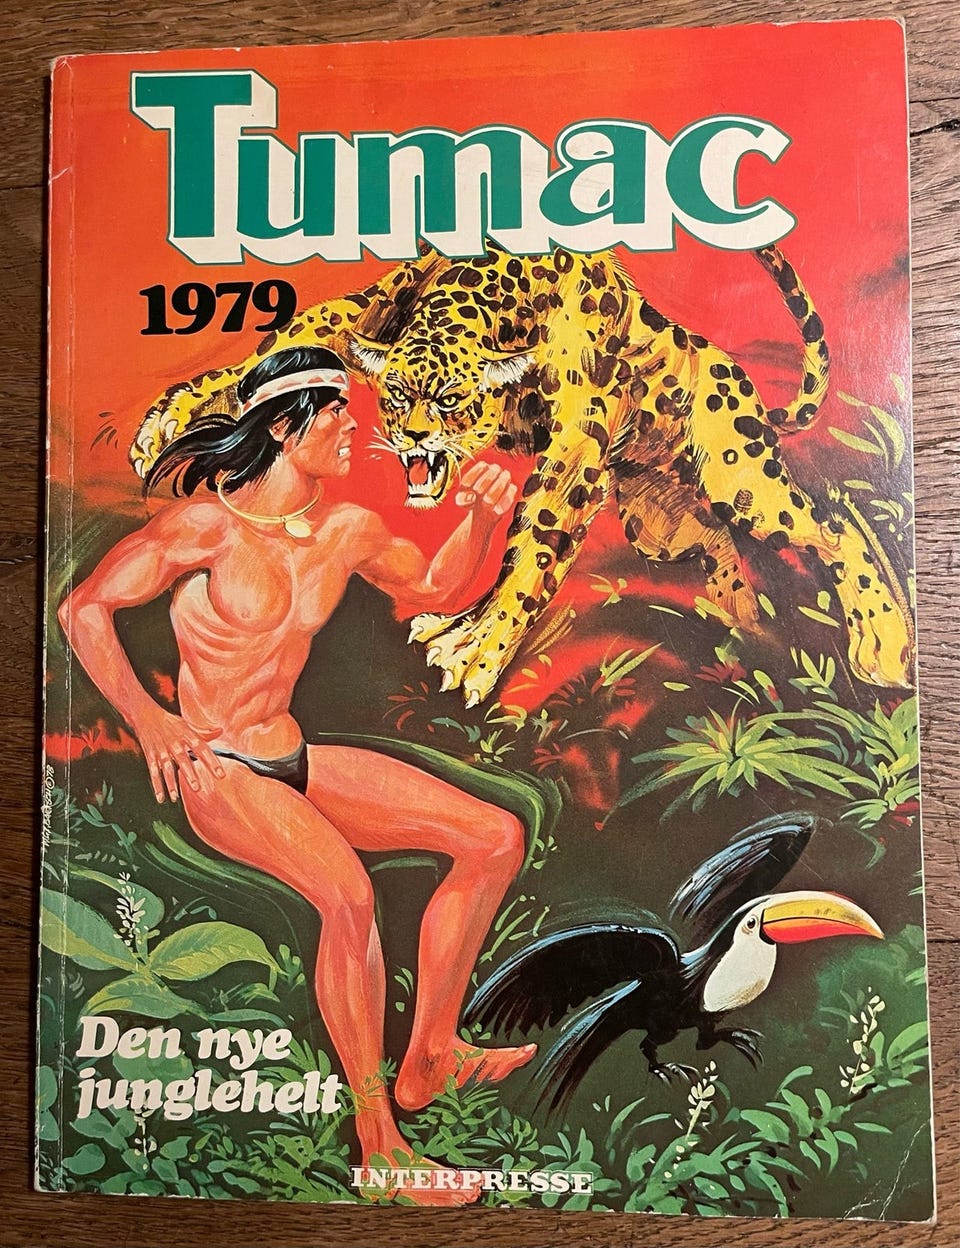 Tumac
1979
Den nye
junglehelt
INTERPRESSE